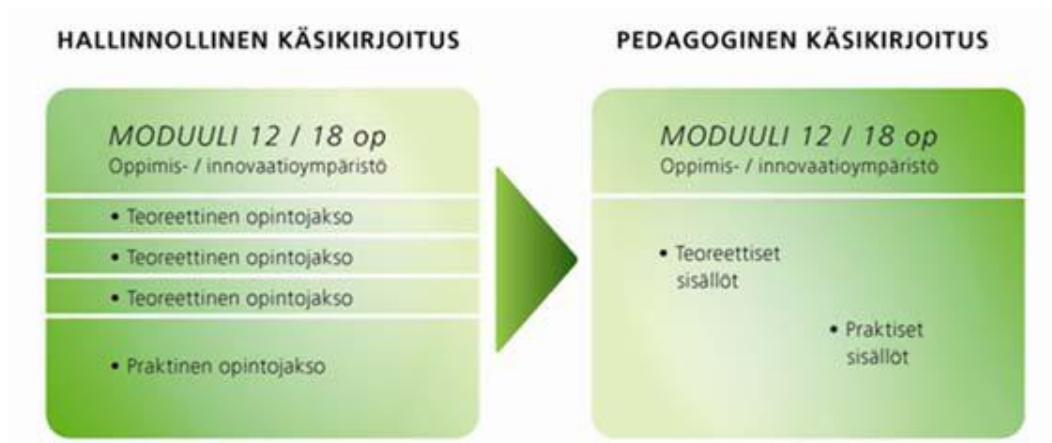 HALLINNOLLINEN KÄSIKIRJOITUS
MODUULI 12 / 18 op
Oppimis- / innovaatioympäristö
• Teoreettinen opintojakso
• Teoreettinen opintojakso
• Teoreettinen opintojakso
• Praktinen opintojakso
PEDAGOGINEN KÄSIKIRJOITUS
MODUULI 12 / 18 op
Oppimis- / innovaatioympäristö
• Teoreettiset
sisällöt
• Praktiset
sisällöt